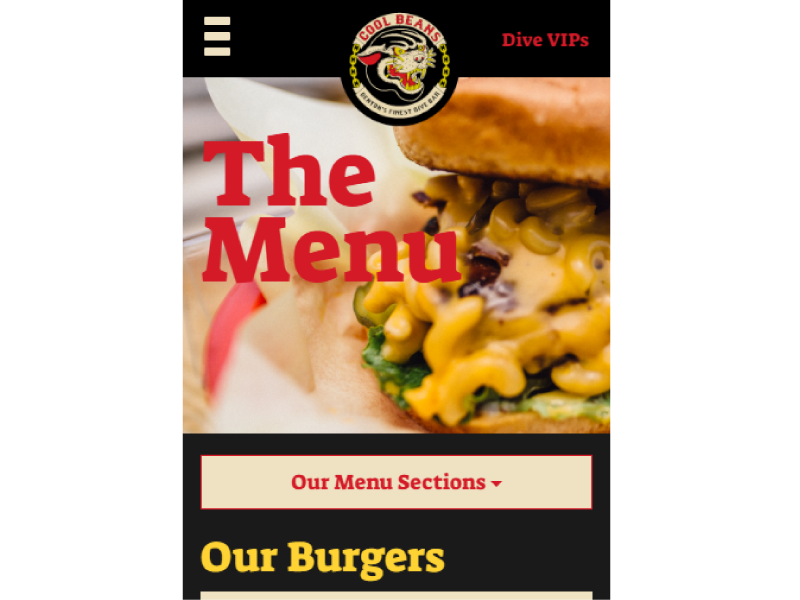 COOL BEANS
DENTON'S FINEST DIVE BAR
Dive VIPs
The
Menu
Our Menu Sections
Our Burgers